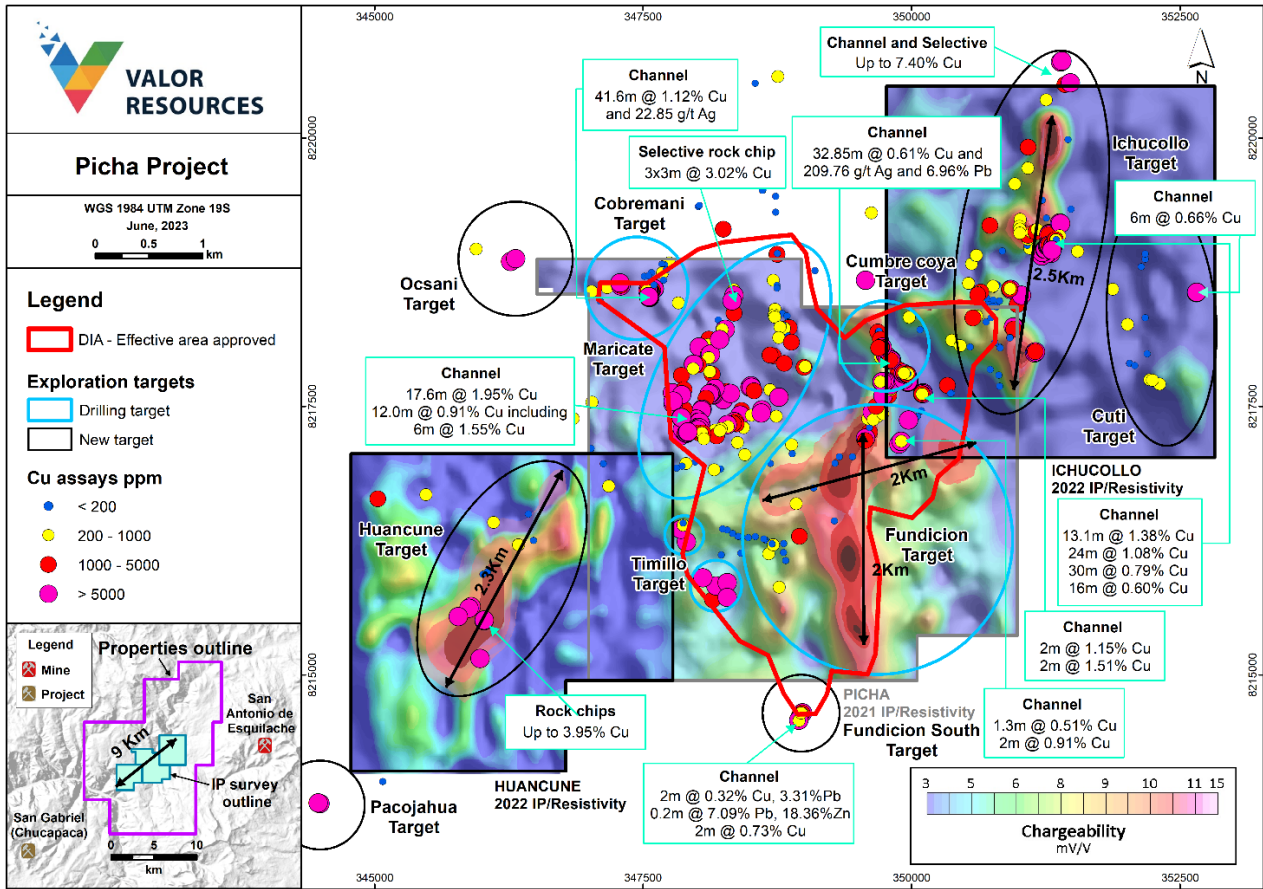 VALOR
RESOURCES
Picha Project
WGS 1984 UTM Zone 19S
June, 2023
0 0.5 1
km
Legend
DIA - Effective area approved
Exploration targets
Drilling target
New target
Cu assays ppm
< 200
200 - 1000
1000 - 5000
> 5000
Legend
Mine
Project
Properties outline
San
Antonio de
Esquilache
9 Km
IP survey
outline
San Gabriel
(Chucapaca)
0 5 10
km
345000
347500
350000
352500
8220000
8217500
8215000
8220000
8217500
8215000
345000
347500
350000
352500
N
Channel and Selective
Up to 7.40% Cu
Channel
41.6m @ 1.12% Cu
and 22.85 g/t Ag
Selective rock chip
3x3m @ 3.02% Cu
Channel
32.85m @ 0.61% Cu and
209.76 g/t Ag and 6.96% Pb
Ichucollo
Target
Channel
6m @ 0.66% Cu
Cobremani
Target
Ocsani
Target
Cumbre coya
Target
2.5Km
Maricate
Target
Channel
17.6m @ 1.95% Cu
12.0m @ 0.91% Cu including
6m @ 1.55% Cu
Cuti
Target
ICHUCOLLO
2022 IP/Resistivity
Huancune
Target
2.3Km
2Km
Fundicion
Target
2Km
Timillo
Target
Channel
13.1m @ 1.38% Cu
24m @ 1.08% Cu
30m @ 0.79% Cu
16m @ 0.60% Cu
Channel
2m @ 1.15% Cu
2m @ 1.51% Cu
1.3m @ 0.51% Cu
2m @ 0.91% Cu
Rock chips
Up to 3.95% Cu
PICHA
2021 IP/Resistivity
Fundicion South
Target
HUANCUNE
2022 IP/Resistivity
Pacojahua
Target
Channel
2m @ 0.32% Cu, 3.31%Pb
0.2m @ 7.09% Pb, 18.36%Zn
2m @ 0.73% Cu
3 5 6 8 9 10 11 15
Chargeability
mV/V